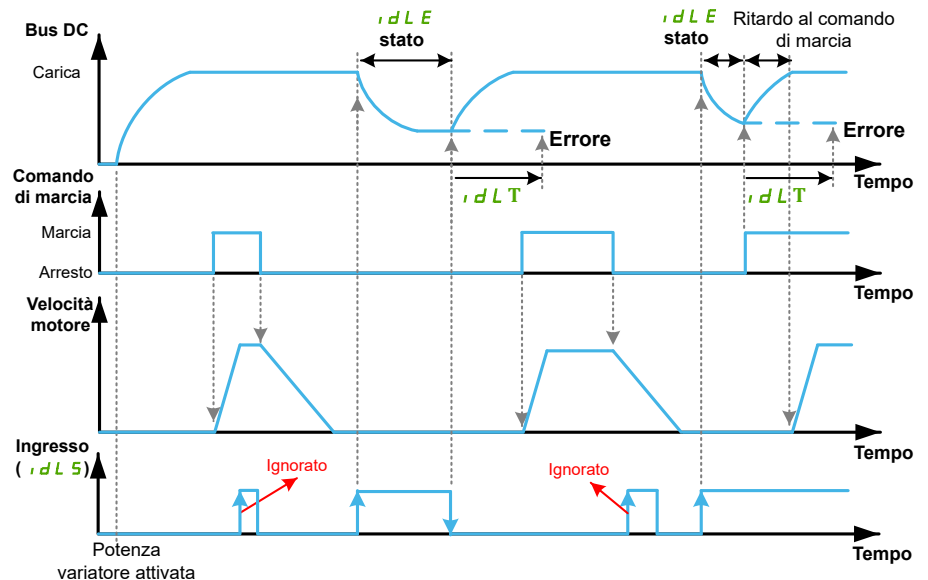 Bus DC
Carica
idLE
stato
idLE
stato
Ritardo al comando
di marcia
Errore
Errore
Tempo
idLT
idLT
Comando
di marcia
Marcia
Arresto
Tempo
Velocità
motore
Tempo
Ingresso
( idLS)
Ignorato
Ignorato
Tempo
Potenza
variatore attivata